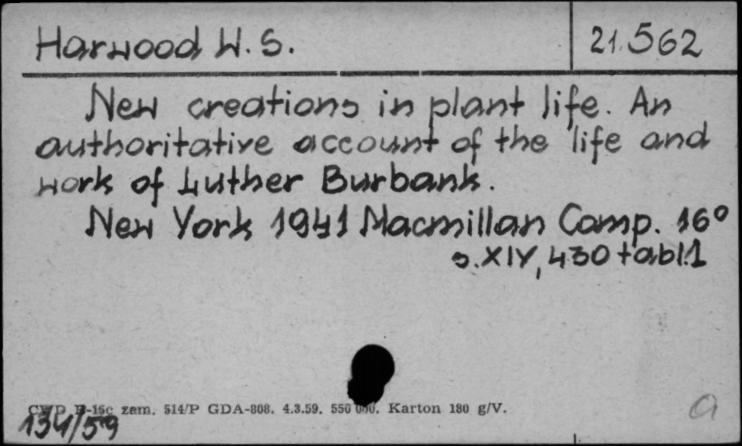 Harwood W. S.
21.562
New creations in plant life. An
authoritative account of the life and
work of Luther Burbank.
New York 1941 Macmillan Comp. 16°
s. XIV, 430 tabl.1
CWD zam. 514/P GDA-808. 4.3.59. 550 000. Karton 180 g/V.
134/59
a